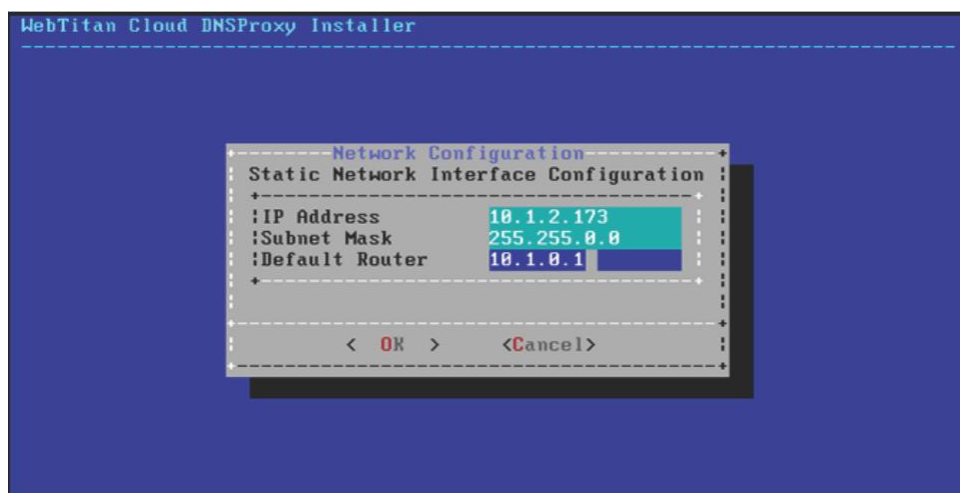 WebTitan Cloud DNSProxy Installer
Network Configuration
Static Network Interface Configuration
IP Address 10.1.2.173
Subnet Mask 255.255.0.0
Default Router 10.1.0.1
< OK > <Cancel>